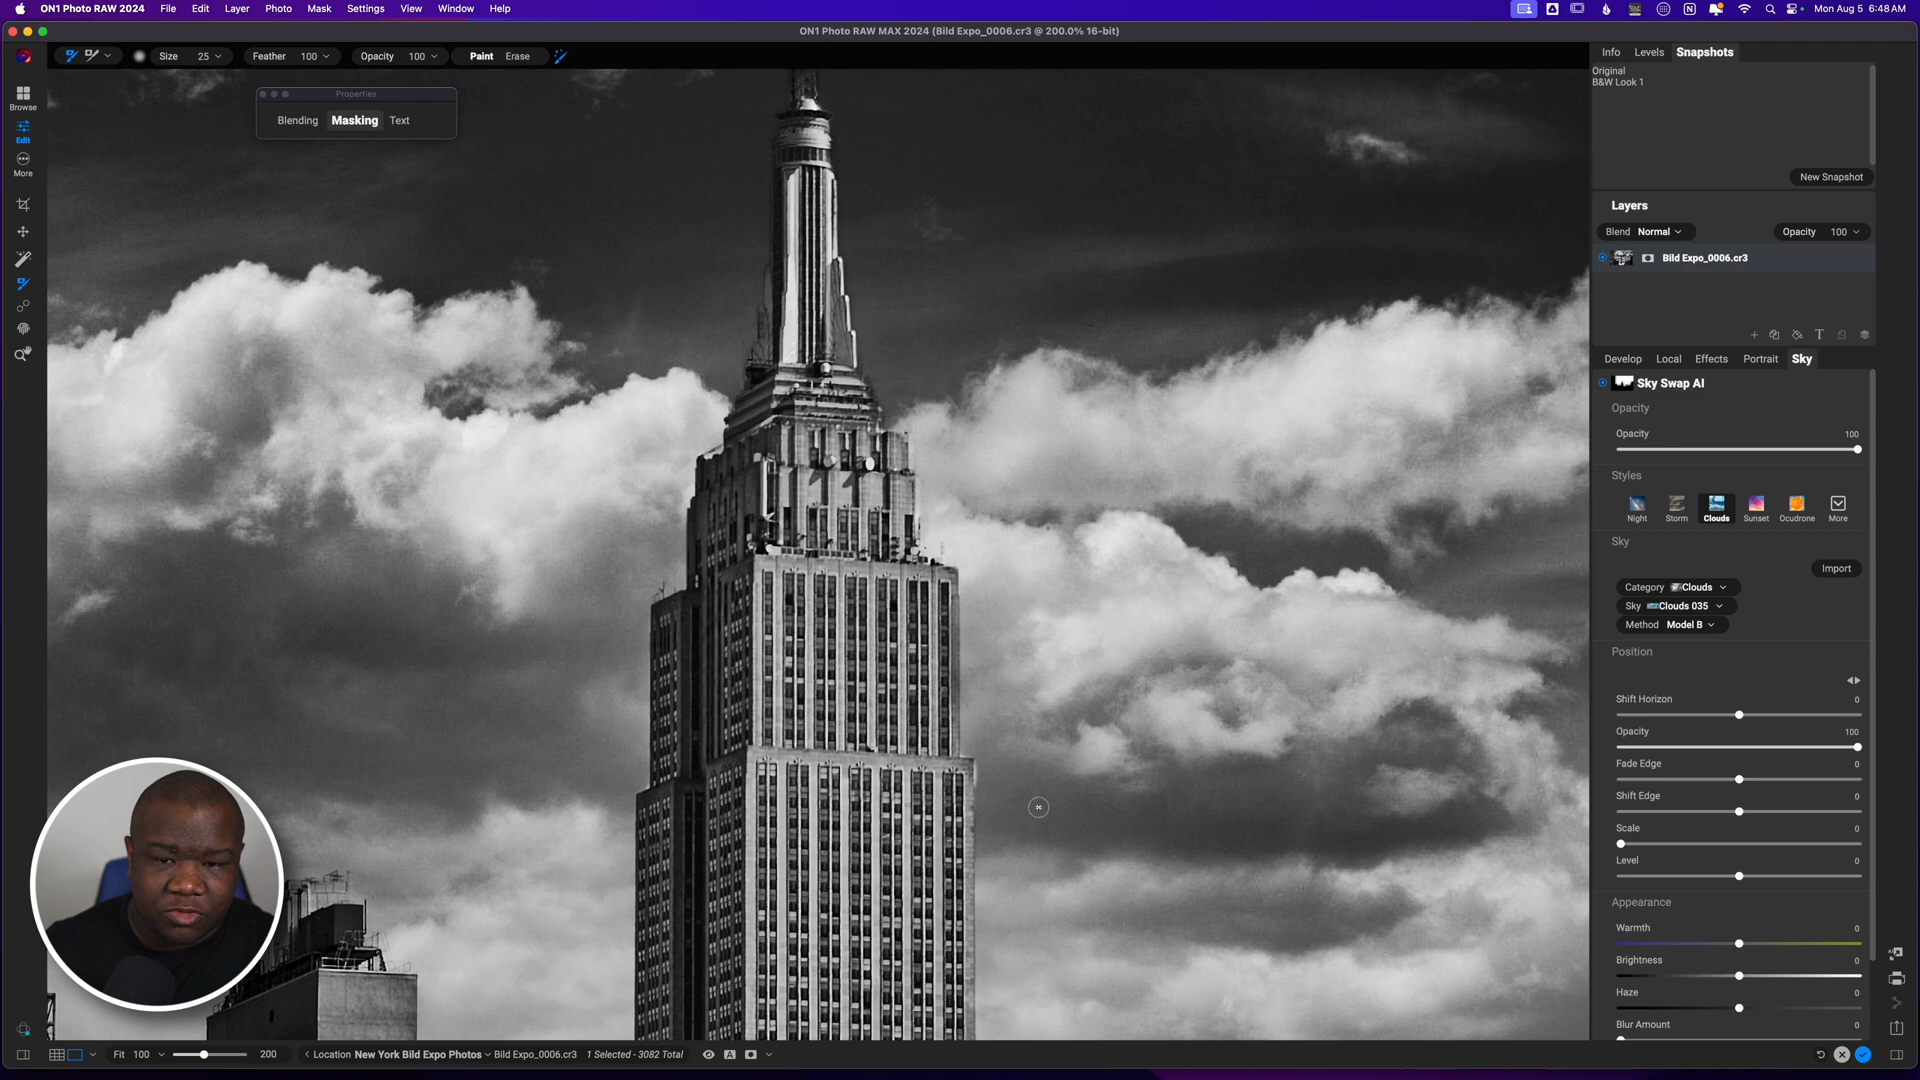 ON1 Photo RAW 2024 File Edit Layer Photo Mask Settings View Window Help Mon Aug 5 6:48 AM
ON1 Photo RAW MAX 2024 (Bild Expo_0006.cr3 @ 200.0% 16-bit)
Size 25 Feather 100 Opacity 100 Paint Erase
Properties
Blending Masking Text
Browse
Edit
More
Info Levels Snapshots
Original
B&W Look 1
New Snapshot
Layers
Blend Normal Opacity 100
Bild Expo_0006.cr3
Develop Local Effects Portrait Sky
Sky Swap AI
Opacity
Opacity 100
Styles
Night Storm Clouds Sunset Ocudrone More
Sky
Import
Category Clouds
Sky Clouds 035
Method Model B
Position
Shift Horizon 0
Opacity 100
Fade Edge 0
Shift Edge 0
Scale 0
Level 0
Appearance
Warmth 0
Brightness 0
Haze 0
Blur Amount 0
Fit 100 200 Location New York Bild Expo Photos Bild Expo_0006.cr3 1 Selected - 3082 Total